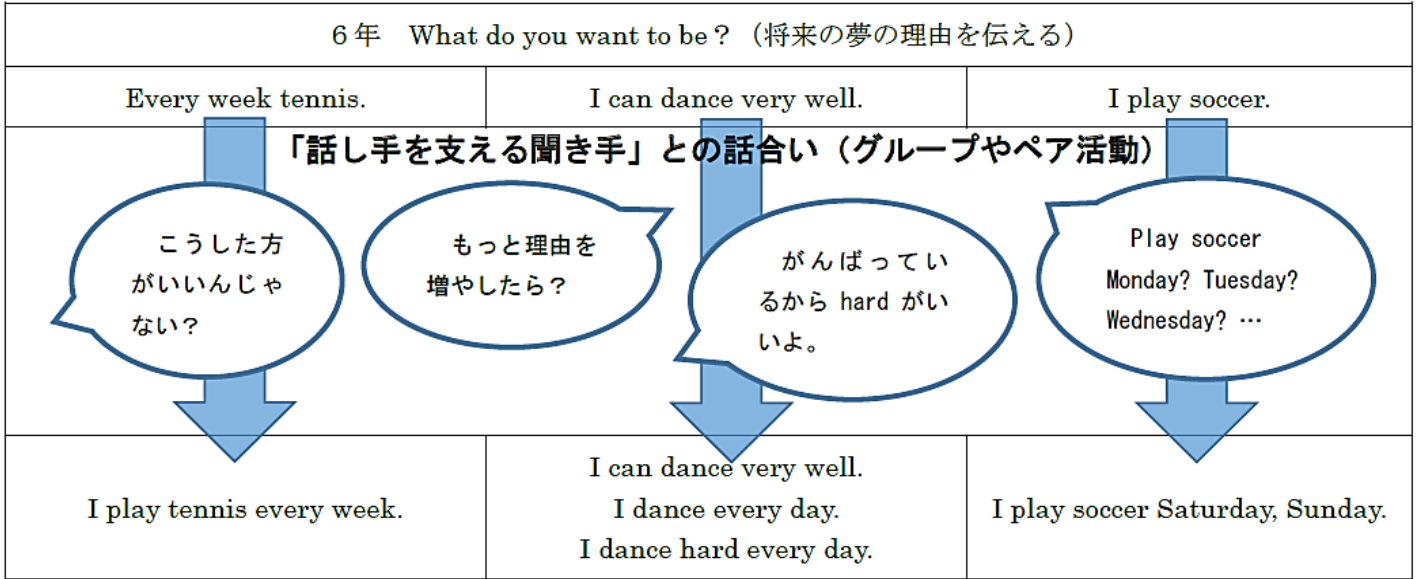 6年 What do you want to be?（将来の夢の理由を伝える）
Every week tennis.
I can dance very well.
I play soccer.
「話し手を支える聞き手」との話合い（グループやペア活動）
こうした方
がいいんじゃ
ない？
もっと理由を
増やしたら？
がんばってい
るから hard がい
いよ。
Play soccer
Monday? Tuesday?
Wednesday? …
I play tennis every week.
I can dance very well.
I dance every day.
I dance hard every day.
I play soccer Saturday, Sunday.